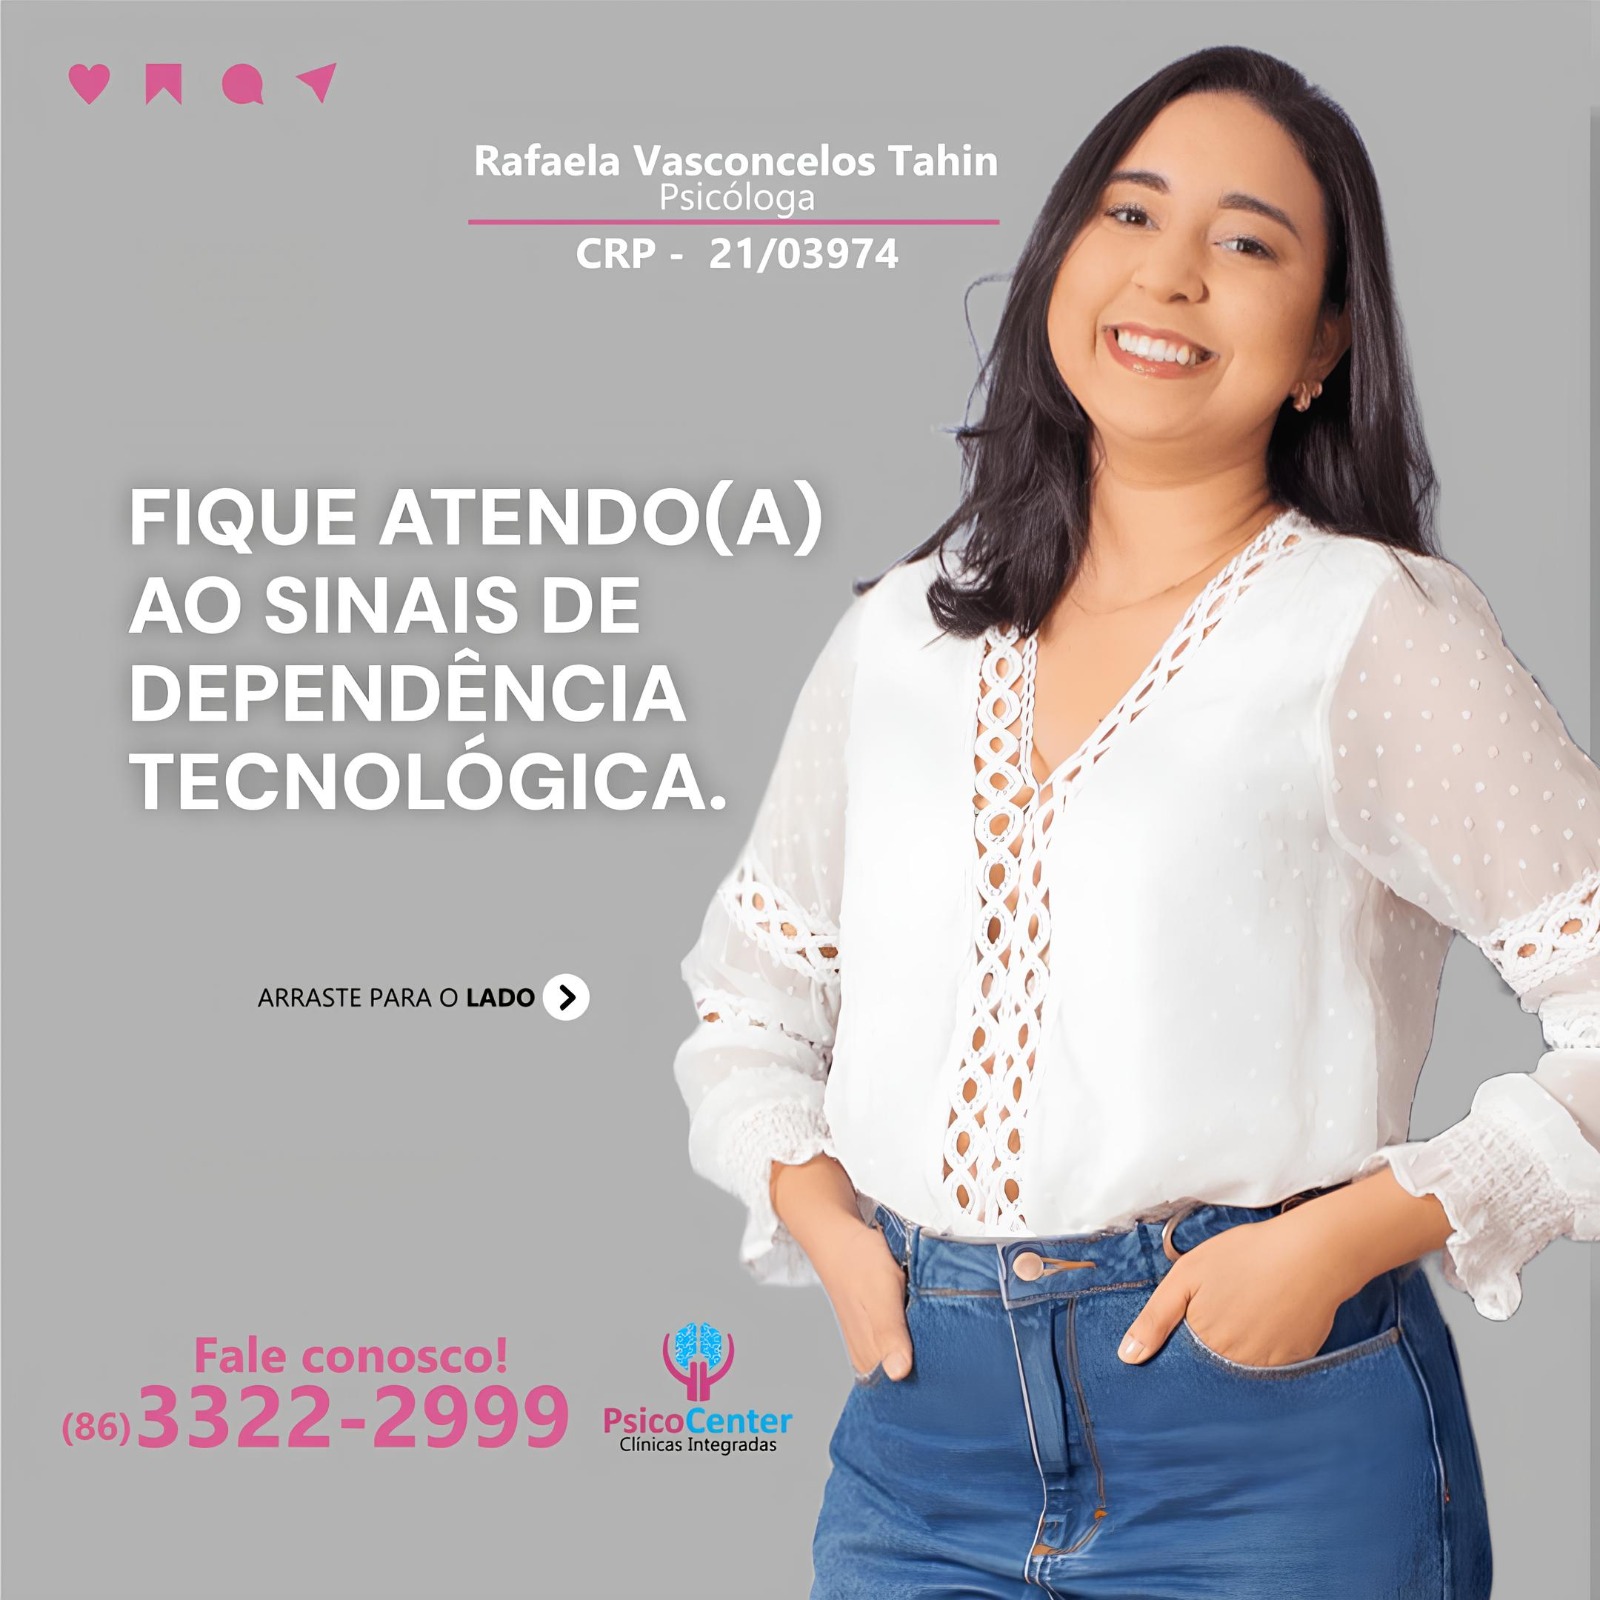 Rafaela Vasconcelos Tahin
Psicóloga
CRP - 21/03974
FIQUE ATENDO(A)
AO SINAIS DE
DEPENDÊNCIA
TECNOLÓGICA.
ARRASTE PARA O LADO
Fale conosco!
(86) 3322-2999
PsicoCenter
Clínicas Integradas